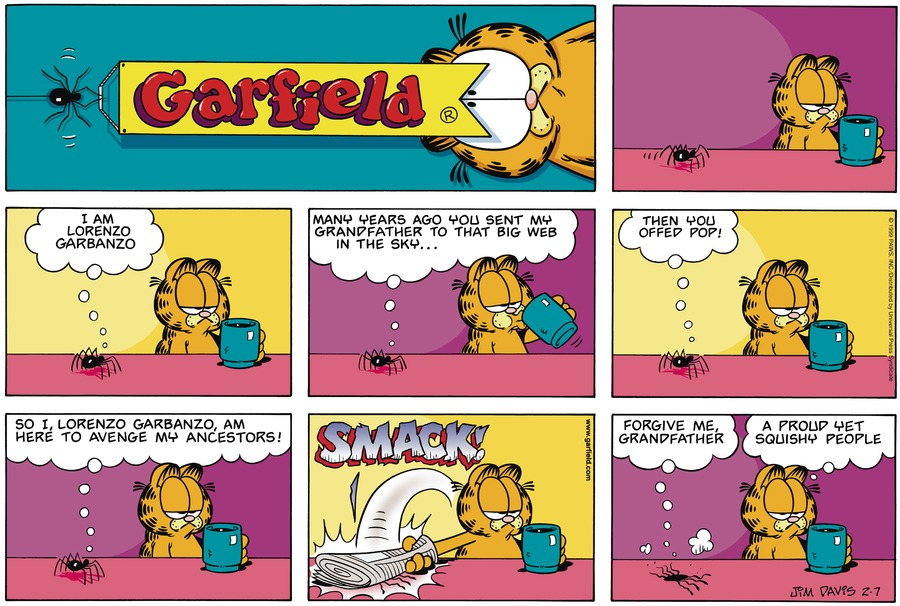 Garfield ®
I AM
LORENZO
GARBANZO
MANY YEARS AGO YOU SENT MY
GRANDFATHER TO THAT BIG WEB
IN THE SKY...
THEN YOU
OFFED POP!
© 1999 PAWS, INC./Distributed by Universal Press Syndicate
SO I, LORENZO GARBANZO, AM
HERE TO AVENGE MY ANCESTORS!
SMACK!
www.garfield.com
FORGIVE ME,
GRANDFATHER
A PROUD YET
SQUISHY PEOPLE
JIM DAVIS 2-7